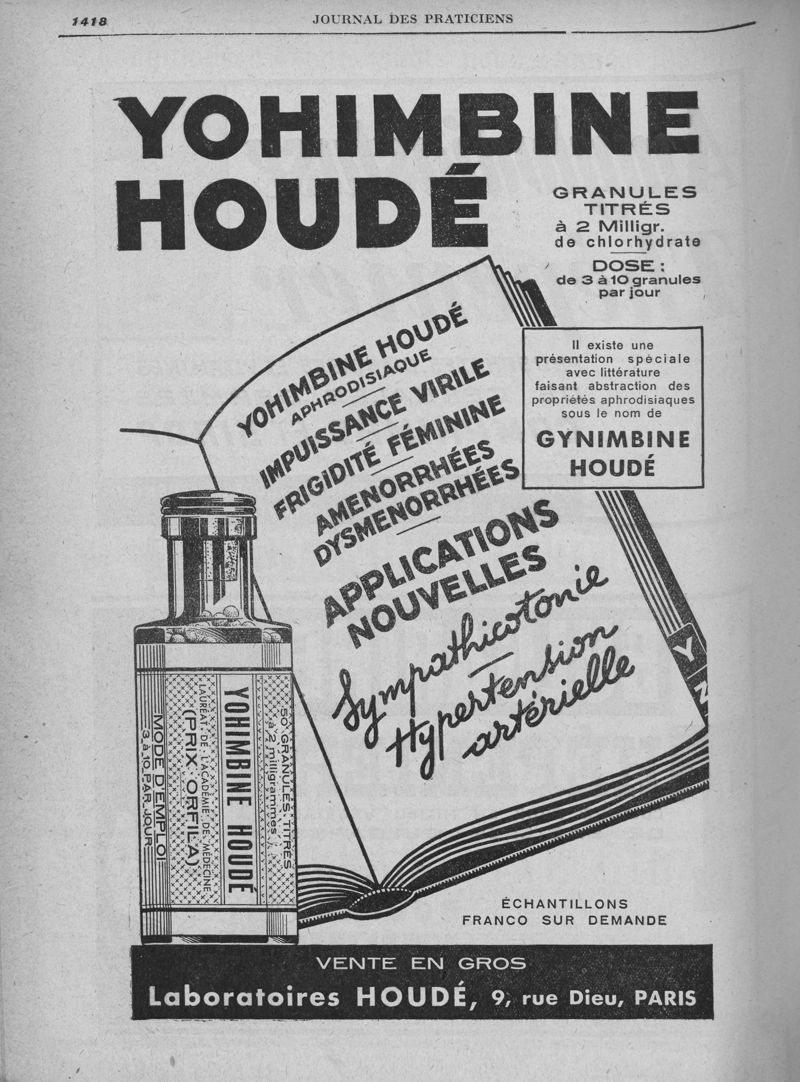 1418
JOURNAL DES PRATICIENS
YOHIMBINE
HOUDÉ
GRANULES
TITRÉS
à 2 Milligr.
de chlorhydrate
DOSE :
de 3 à 10 granules
par jour
YOHIMBINE HOUDÉ
APHRODISIAQUE
IMPUISSANCE VIRILE
FRIGIDITÉ FÉMININE
AMENORRHÉES
DYSMENORRHÉES
APPLICATIONS
NOUVELLES
Sympathicotonie
Hypertension
artérielle
Il existe une
présentation spéciale
avec littérature
faisant abstraction des
propriétés aphrodisiaques
sous le nom de
GYNIMBINE
HOUDÉ
Y
50 GRANULES TITRÉS
à 2 milligrammes
YOHIMBINE HOUDÉ
LAURÉAT DE L'ACADÉMIE DE MÉDECINE
(PRIX ORFILA)
MODE D'EMPLOI
3 à 10 PAR JOUR
ÉCHANTILLONS
FRANCO SUR DEMANDE
VENTE EN GROS
Laboratoires HOUDÉ, 9, rue Dieu, PARIS